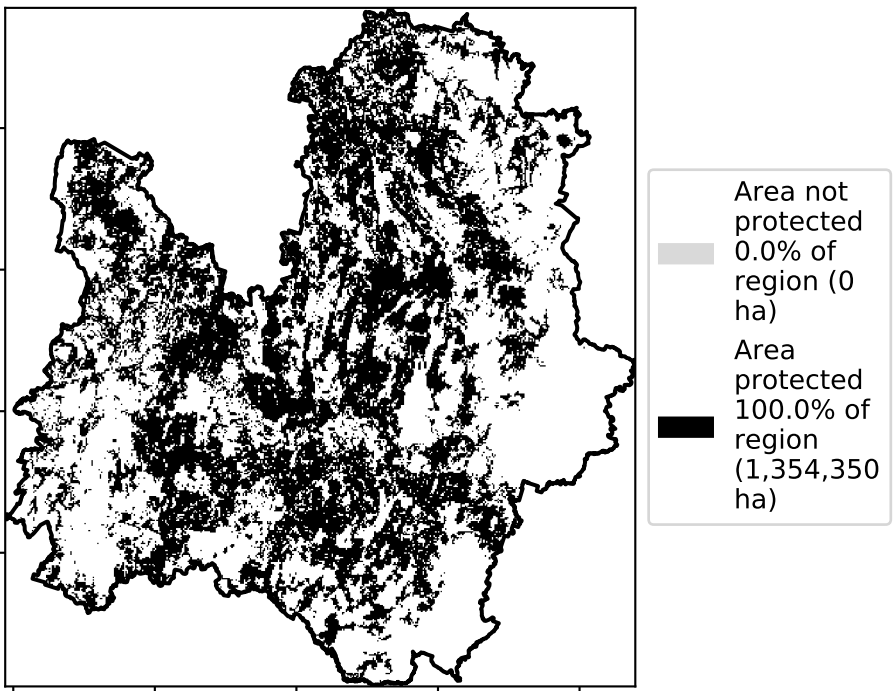 Area not
protected
0.0% of
region (0
ha)
Area
protected
100.0% of
region
(1,354,350
ha)